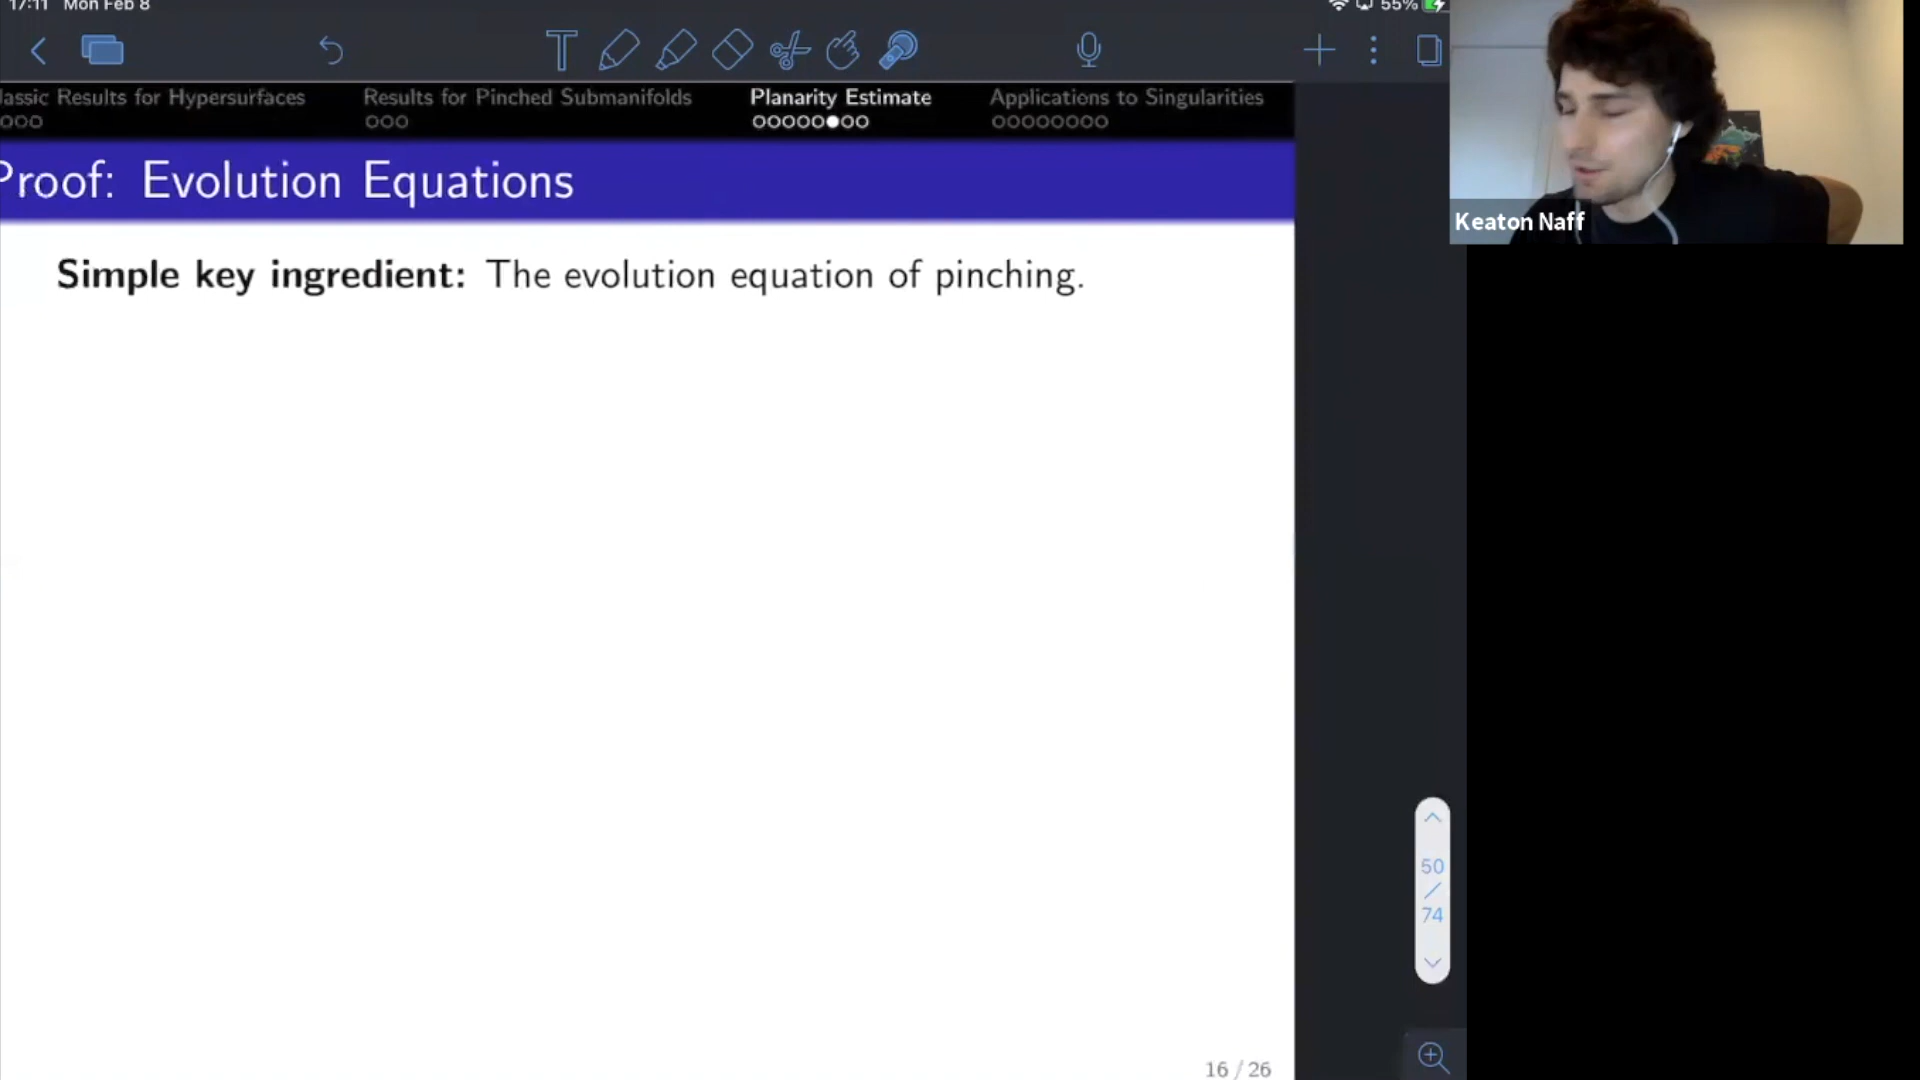 17:11 Mon Feb 8
55%
lassic Results for Hypersurfaces
Results for Pinched Submanifolds
Planarity Estimate
Applications to Singularities
Proof: Evolution Equations
Keaton Naff
Simple key ingredient: The evolution equation of pinching.
50
/
74
16 / 26